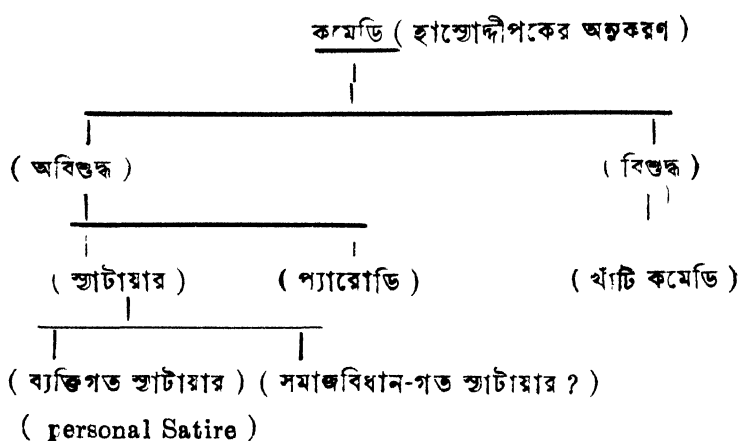 কমেডি ( হাস্যোদ্দীপকের অনুকরণ )
( অবিশুদ্ধ ) ( বিশুদ্ধ )
( স্যাটায়ার ) ( প্যারোডি ) ( খাঁটি কমেডি )
( ব্যক্তিগত স্যাটায়ার ) ( সমাজবিধান-গত স্যাটায়ার ? )
( personal Satire )